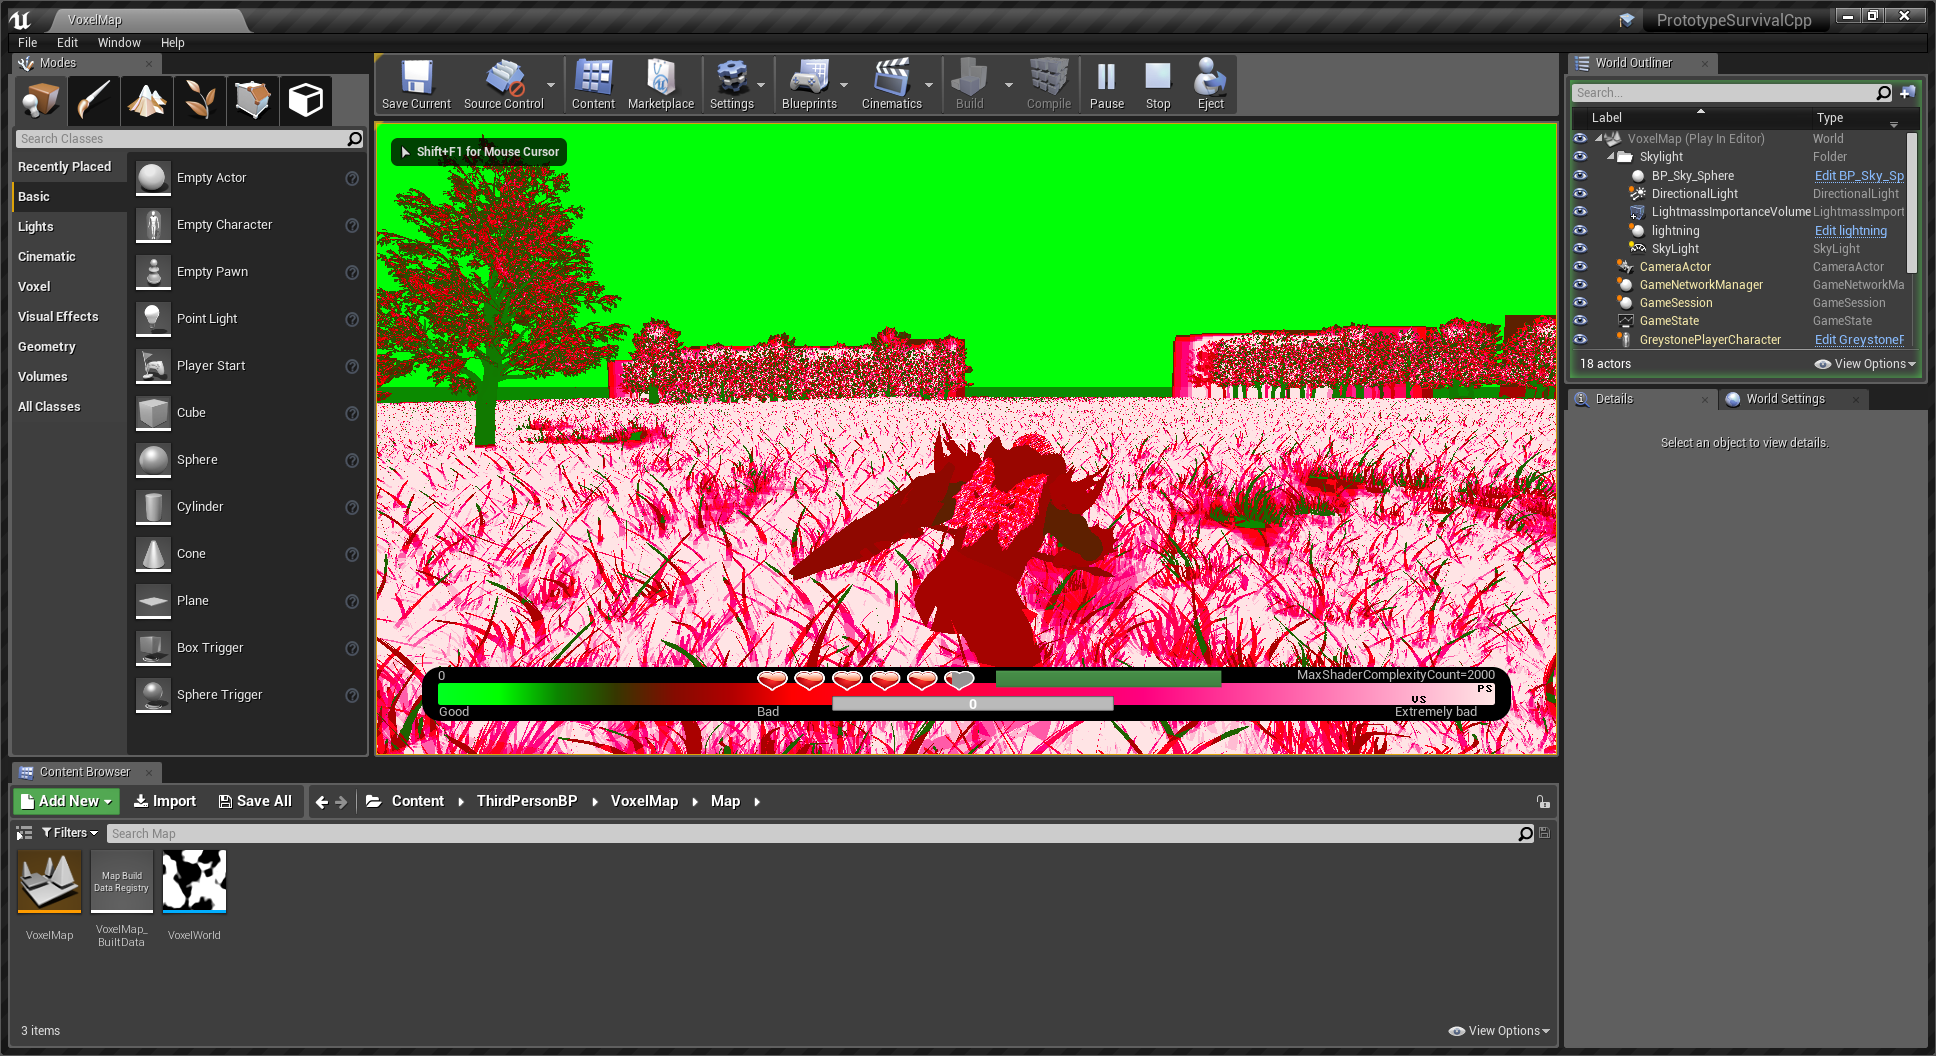 VoxelMap
PrototypeSurvivalCpp
File Edit Window Help
Modes
Search Classes
Recently Placed
Basic
Lights
Cinematic
Voxel
Visual Effects
Geometry
Volumes
All Classes
Empty Actor
Empty Character
Empty Pawn
Point Light
Player Start
Cube
Sphere
Cylinder
Cone
Plane
Box Trigger
Sphere Trigger
Save Current Source Control Content Marketplace Settings Blueprints Cinematics Build Compile Pause Stop Eject
Shift+F1 for Mouse Cursor
0 MaxShaderComplexityCount=2000
PS
VS
0
Good Bad Extremely bad
World Outliner
Search...
Label Type
VoxelMap (Play In Editor) World
Skylight Folder
BP_Sky_Sphere Edit BP_Sky_Sp
DirectionalLight DirectionalLight
LightmassImportanceVolume LightmassImport
lightning Edit lightning
SkyLight SkyLight
CameraActor CameraActor
GameNetworkManager GameNetworkMa
GameSession GameSession
GameState GameState
GreystonePlayerCharacter Edit GreystoneF
18 actors View Options
Details World Settings
Select an object to view details.
Content Browser
Add New Import Save All Content ThirdPersonBP VoxelMap Map
Filters Search Map
Map Build
Data Registry
VoxelMap VoxelMap_ VoxelWorld
BuiltData
3 items View Options